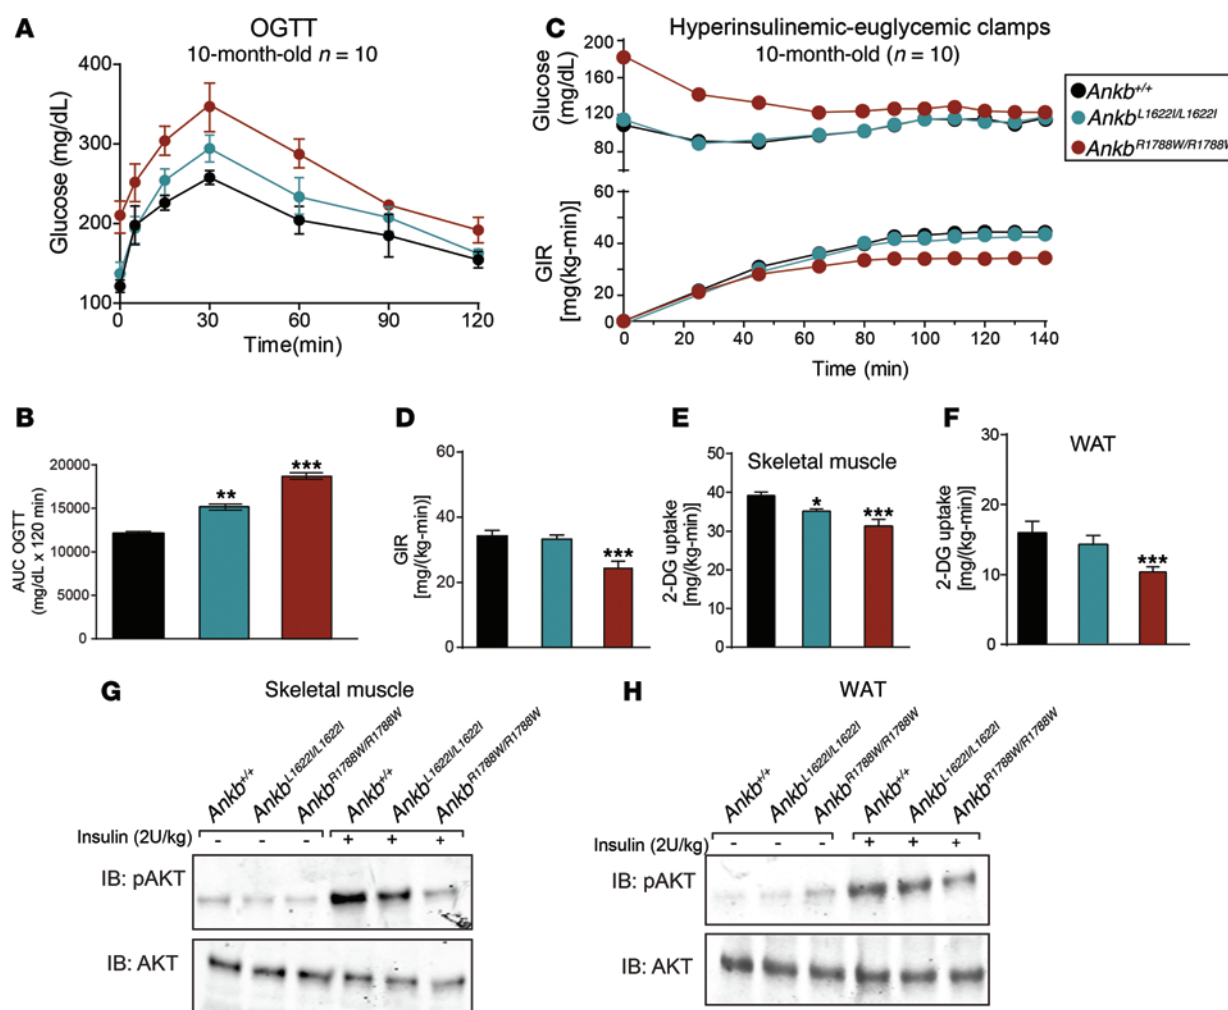 A
OGTT
10-month-old n = 10
Glucose (mg/dL)
400
300
200
100
0
30
60
90
120
Time(min)
C
Hyperinsulinemic-euglycemic clamps
10-month-old (n = 10)
Glucose
(mg/dL)
200
160
120
80
GIR
[mg(kg-min)]
60
40
20
0
0
20
40
60
80
100
120
140
Time (min)
Ankb+/+
AnkbL1622I/L1622I
AnkbR1788W/R1788W
B
AUC OGTT
(mg/dL x 120 min)
20000
15000
10000
5000
0
**
***
D
GIR
[mg/(kg-min)]
60
40
20
0
***
E
Skeletal muscle
2-DG uptake
[mg/(kg-min)]
50
40
30
20
10
0
*
***
F
WAT
2-DG uptake
[mg/(kg-min)]
30
20
10
0
***
G
Skeletal muscle
Ankb+/+
AnkbL1622I/L1622I
AnkbR1788W/R1788W
Ankb+/+
AnkbL1622I/L1622I
AnkbR1788W/R1788W
Insulin (2U/kg) - - - + + +
IB: pAKT
IB: AKT
H
WAT
Ankb+/+
AnkbL1622I/L1622I
AnkbR1788W/R1788W
Ankb+/+
AnkbL1622I/L1622I
AnkbR1788W/R1788W
Insulin (2U/kg) - - - + + +
IB: pAKT
IB: AKT